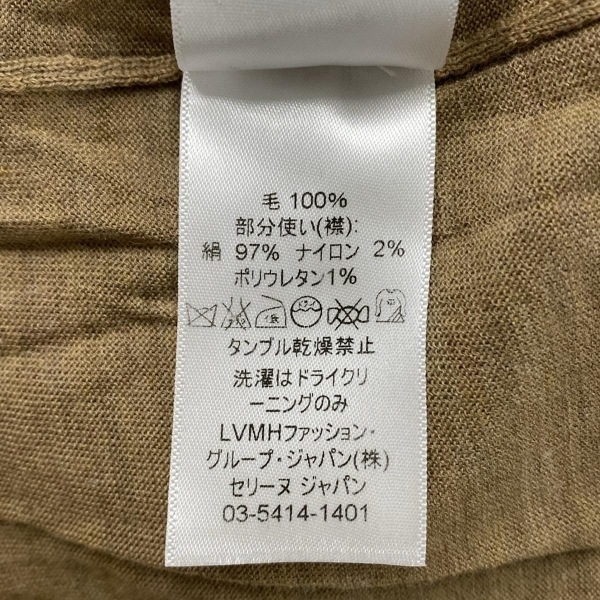 毛 100%
部分使い(襟):
絹 97% ナイロン 2%
ポリウレタン1%
タンブル乾燥禁止
洗濯はドライクリ
ーニングのみ
LVMHファッション・
グループ・ジャパン(株)
セリーヌ ジャパン
03-5414-1401